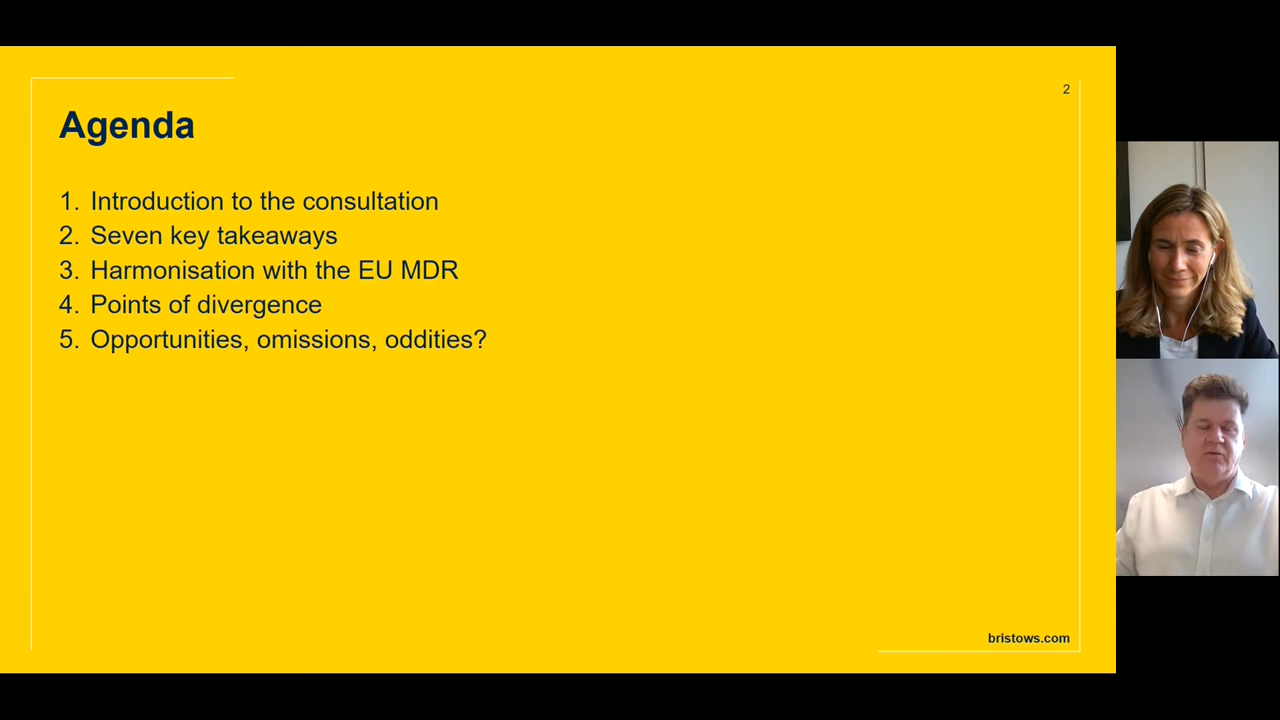 2
Agenda
1. Introduction to the consultation
2. Seven key takeaways
3. Harmonisation with the EU MDR
4. Points of divergence
5. Opportunities, omissions, oddities?
bristows.com